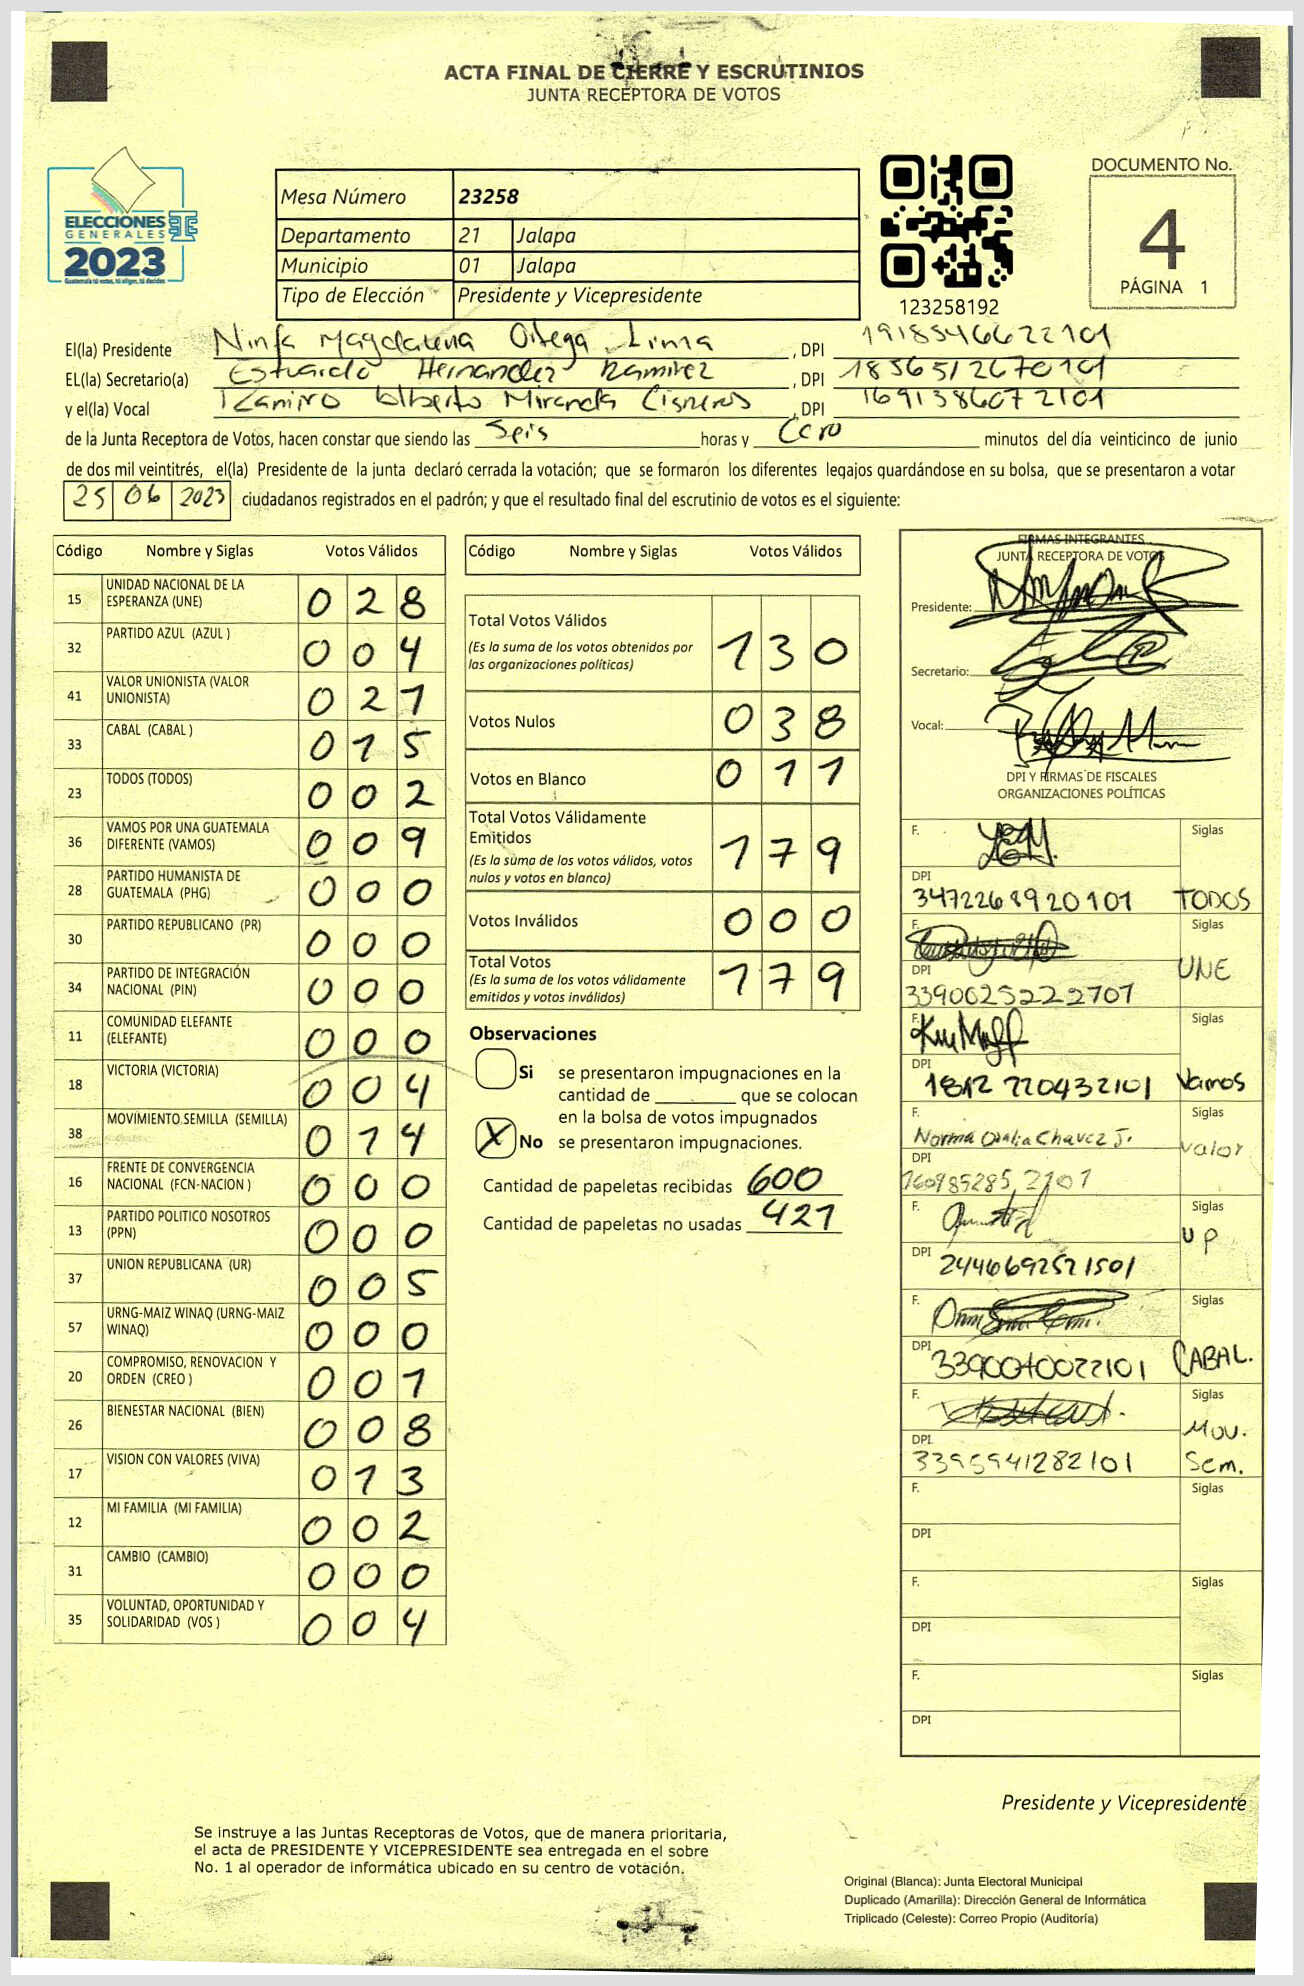 ACTA FINAL DE CIERRE Y ESCRUTINIOS
JUNTA RECEPTORA DE VOTOS
ELECCIONES
GENERALES
2023
Guatemala tú votas, tú eliges, tú decides
Mesa Número 23258
Departamento 21 Jalapa
Municipio 01 Jalapa
Tipo de Elección Presidente y Vicepresidente
123258192
DOCUMENTO No.
4
PÁGINA 1
El(la) Presidente Ninfa Magdalena Ortega Lima , DPI 1918546622101
EL(la) Secretario(a) Estuardo Hernandez Ramirez , DPI 1856512670101
y el(la) Vocal Ramiro Alberto Miranda Cisneros , DPI 1691386072101
de la Junta Receptora de Votos, hacen constar que siendo las Seis horas y Cero minutos del día veinticinco de junio
de dos mil veintitrés, el(la) Presidente de la junta declaró cerrada la votación; que se formaron los diferentes legajos quardándose en su bolsa, que se presentaron a votar
25 06 2023 ciudadanos registrados en el padrón; y que el resultado final del escrutinio de votos es el siguiente:
Código Nombre y Siglas Votos Válidos
15 UNIDAD NACIONAL DE LA ESPERANZA (UNE) 0 2 8
32 PARTIDO AZUL (AZUL ) 0 0 4
41 VALOR UNIONISTA (VALOR UNIONISTA) 0 2 1
33 CABAL (CABAL ) 0 1 5
23 TODOS (TODOS) 0 0 2
36 VAMOS POR UNA GUATEMALA DIFERENTE (VAMOS) 0 0 9
28 PARTIDO HUMANISTA DE GUATEMALA (PHG) 0 0 0
30 PARTIDO REPUBLICANO (PR) 0 0 0
34 PARTIDO DE INTEGRACIÓN NACIONAL (PIN) 0 0 0
11 COMUNIDAD ELEFANTE (ELEFANTE) 0 0 0
18 VICTORIA (VICTORIA) 0 0 4
38 MOVIMIENTO SEMILLA (SEMILLA) 0 1 4
16 FRENTE DE CONVERGENCIA NACIONAL (FCN-NACION ) 0 0 0
13 PARTIDO POLITICO NOSOTROS (PPN) 0 0 0
37 UNION REPUBLICANA (UR) 0 0 5
57 URNG-MAIZ WINAQ (URNG-MAIZ WINAQ) 0 0 0
20 COMPROMISO, RENOVACION Y ORDEN (CREO ) 0 0 1
26 BIENESTAR NACIONAL (BIEN) 0 0 8
17 VISION CON VALORES (VIVA) 0 1 3
12 MI FAMILIA (MI FAMILIA) 0 0 2
31 CAMBIO (CAMBIO) 0 0 0
35 VOLUNTAD, OPORTUNIDAD Y SOLIDARIDAD (VOS ) 0 0 4
Código Nombre y Siglas Votos Válidos
Total Votos Válidos 1 3 0
(Es la suma de los votos obtenidos por
las organizaciones políticas)
Votos Nulos 0 3 8
Votos en Blanco 0 1 1
Total Votos Válidamente
Emitidos 1 7 9
(Es la suma de los votos válidos, votos
nulos y votos en blanco)
Votos Inválidos 0 0 0
Total Votos 1 7 9
(Es la suma de los votos válidamente
emitidos y votos inválidos)
Observaciones
Si se presentaron impugnaciones en la
cantidad de ________ que se colocan
en la bolsa de votos impugnados
X No se presentaron impugnaciones.
Cantidad de papeletas recibidas 600
Cantidad de papeletas no usadas 421
FIRMAS INTEGRANTES
JUNTA RECEPTORA DE VOTOS
Presidente:
Secretario:
Vocal:
DPI Y FIRMAS DE FISCALES
ORGANIZACIONES POLÍTICAS
F. Siglas
DPI
3472268920101 TODOS
F. Siglas
DPI UNE
3390625222707
F. Siglas
DPI
1812 220432101 Vamos
F. Siglas
Norma Odalia Chavez J. Valor
DPI
160985285 2101
F. Siglas
UP
DPI 2446692521501
F. Siglas
DPI 3390040022101 CABAL.
F. Siglas
Mov.
DPI
3395941282101 Sem.
F. Siglas
DPI
F. Siglas
DPI
F. Siglas
DPI
Presidente y Vicepresidente
Se instruye a las Juntas Receptoras de Votos, que de manera prioritaria,
el acta de PRESIDENTE Y VICEPRESIDENTE sea entregada en el sobre
No. 1 al operador de informática ubicado en su centro de votación.
Original (Blanca): Junta Electoral Municipal
Duplicado (Amarilla): Dirección General de Informática
Triplicado (Celeste): Correo Propio (Auditoría)